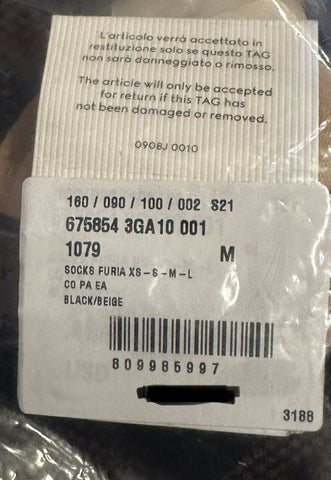 L'articolo verrà accettato in
restituzione solo se questo TAG
non sarà danneggiato o rimosso.
The article will only be accepted
for return if this TAG has
not been damaged or removed.
0908J 0010
160 / 090 / 100 / 002 S21
675854 3GA10 001
1079 M
SOCKS FURIA XS-S-M-L
CO PA EA
BLACK/BEIGE
809985997
3188